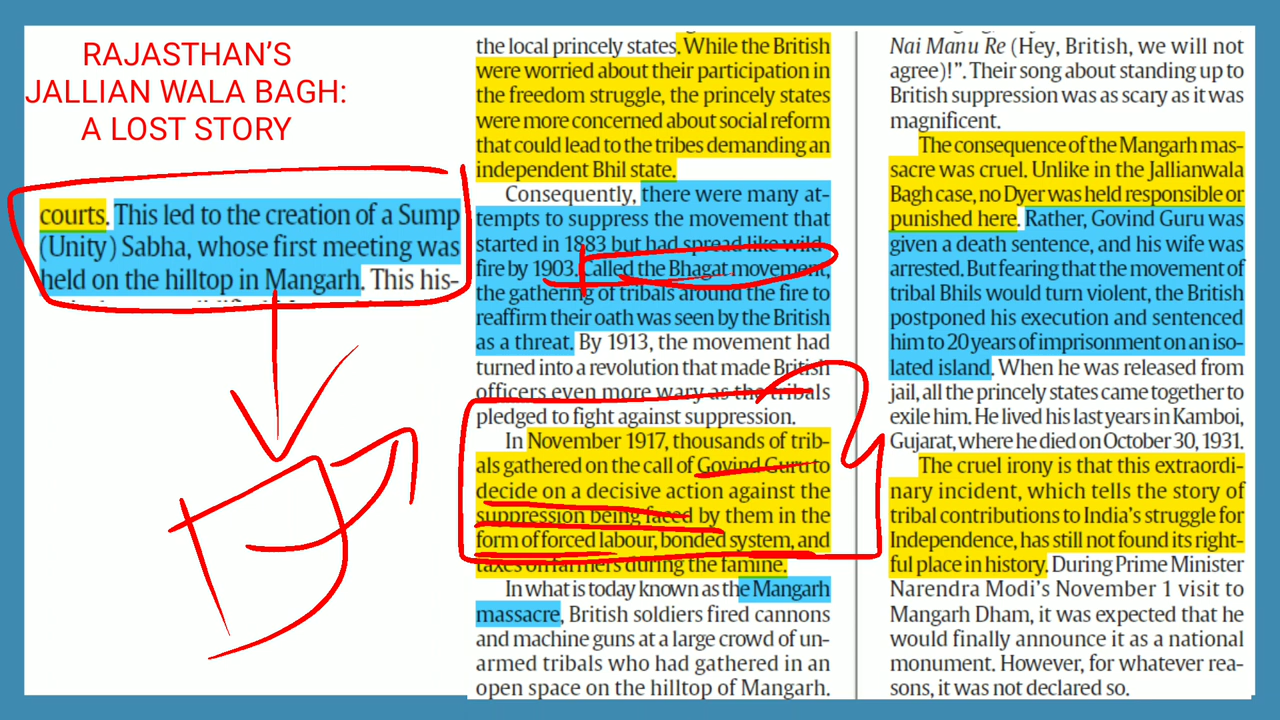 RAJASTHAN'S
JALLIAN WALA BAGH:
A LOST STORY
courts. This led to the creation of a Sump
(Unity) Sabha, whose first meeting was
held on the hilltop in Mangarh. This his-
the local princely states. While the British
were worried about their participation in
the freedom struggle, the princely states
were more concerned about social reform
that could lead to the tribes demanding an
independent Bhil state.
Consequently, there were many at-
tempts to suppress the movement that
started in 1883 but had spread like wild-
fire by 1903. Called the Bhagat movement,
the gathering of tribals around the fire to
reaffirm their oath was seen by the British
as a threat. By 1913, the movement had
turned into a revolution that made British
officers even more wary as the tribals
pledged to fight against suppression.
In November 1917, thousands of trib-
als gathered on the call of Govind Guru to
decide on a decisive action against the
suppression being faced by them in the
form of forced labour, bonded system, and
taxes on farmers during the famine.
In what is today known as the Mangarh
massacre, British soldiers fired cannons
and machine guns at a large crowd of un-
armed tribals who had gathered in an
open space on the hilltop of Mangarh.
Nai Manu Re (Hey, British, we will not
agree)!". Their song about standing up to
British suppression was as scary as it was
magnificent.
The consequence of the Mangarh mas-
sacre was cruel. Unlike in the Jallianwala
Bagh case, no Dyer was held responsible or
punished here. Rather, Govind Guru was
given a death sentence, and his wife was
arrested. But fearing that the movement of
tribal Bhils would turn violent, the British
postponed his execution and sentenced
him to 20 years of imprisonment on an iso-
lated island. When he was released from
jail, all the princely states came together to
exile him. He lived his last years in Kamboi,
Gujarat, where he died on October 30, 1931.
The cruel irony is that this extraordi-
nary incident, which tells the story of
tribal contributions to India's struggle for
Independence, has still not found its right-
ful place in history. During Prime Minister
Narendra Modi's November 1 visit to
Mangarh Dham, it was expected that he
would finally announce it as a national
monument. However, for whatever rea-
sons, it was not declared so.